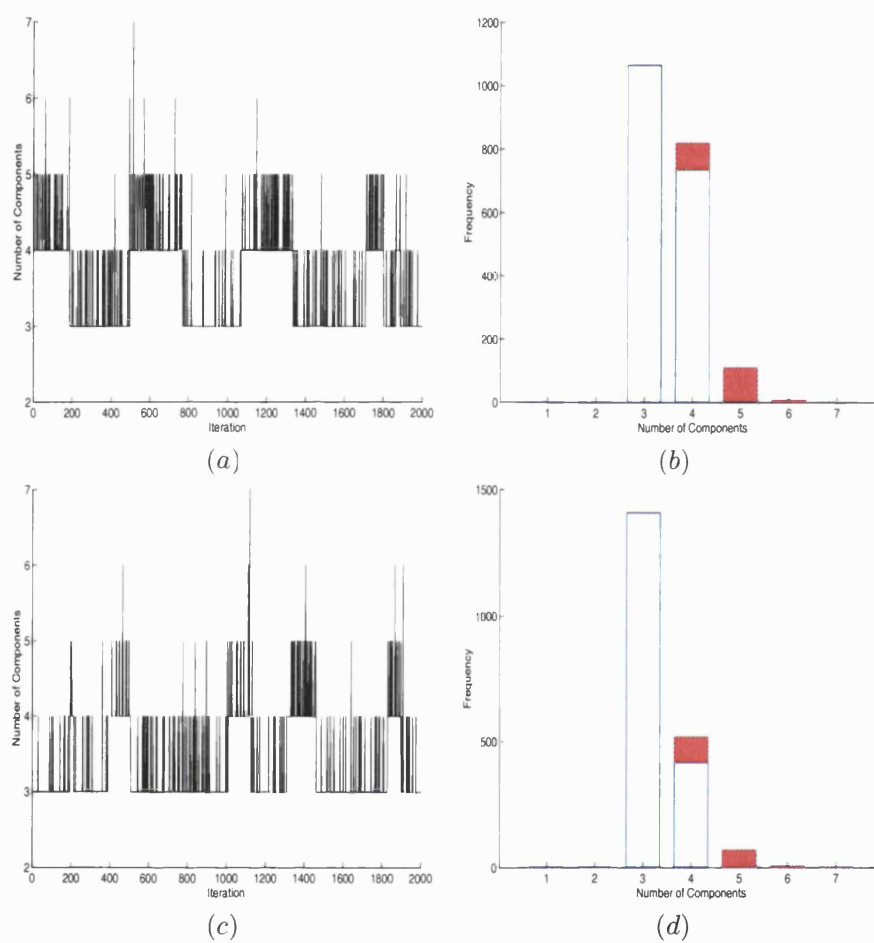 7
6
5
4
3
2
Number of Components
0 200 400 600 800 1000 1200 1400 1600 1800 2000
Iteration
(a)
1200
1000
800
600
400
200
0
Frequency
1 2 3 4 5 6 7
Number of Components
(b)
7
6
5
4
3
2
Number of Components
0 200 400 600 800 1000 1200 1400 1600 1800 2000
Iteration
(c)
1500
1000
500
0
Frequency
1 2 3 4 5 6 7
Number of Components
(d)